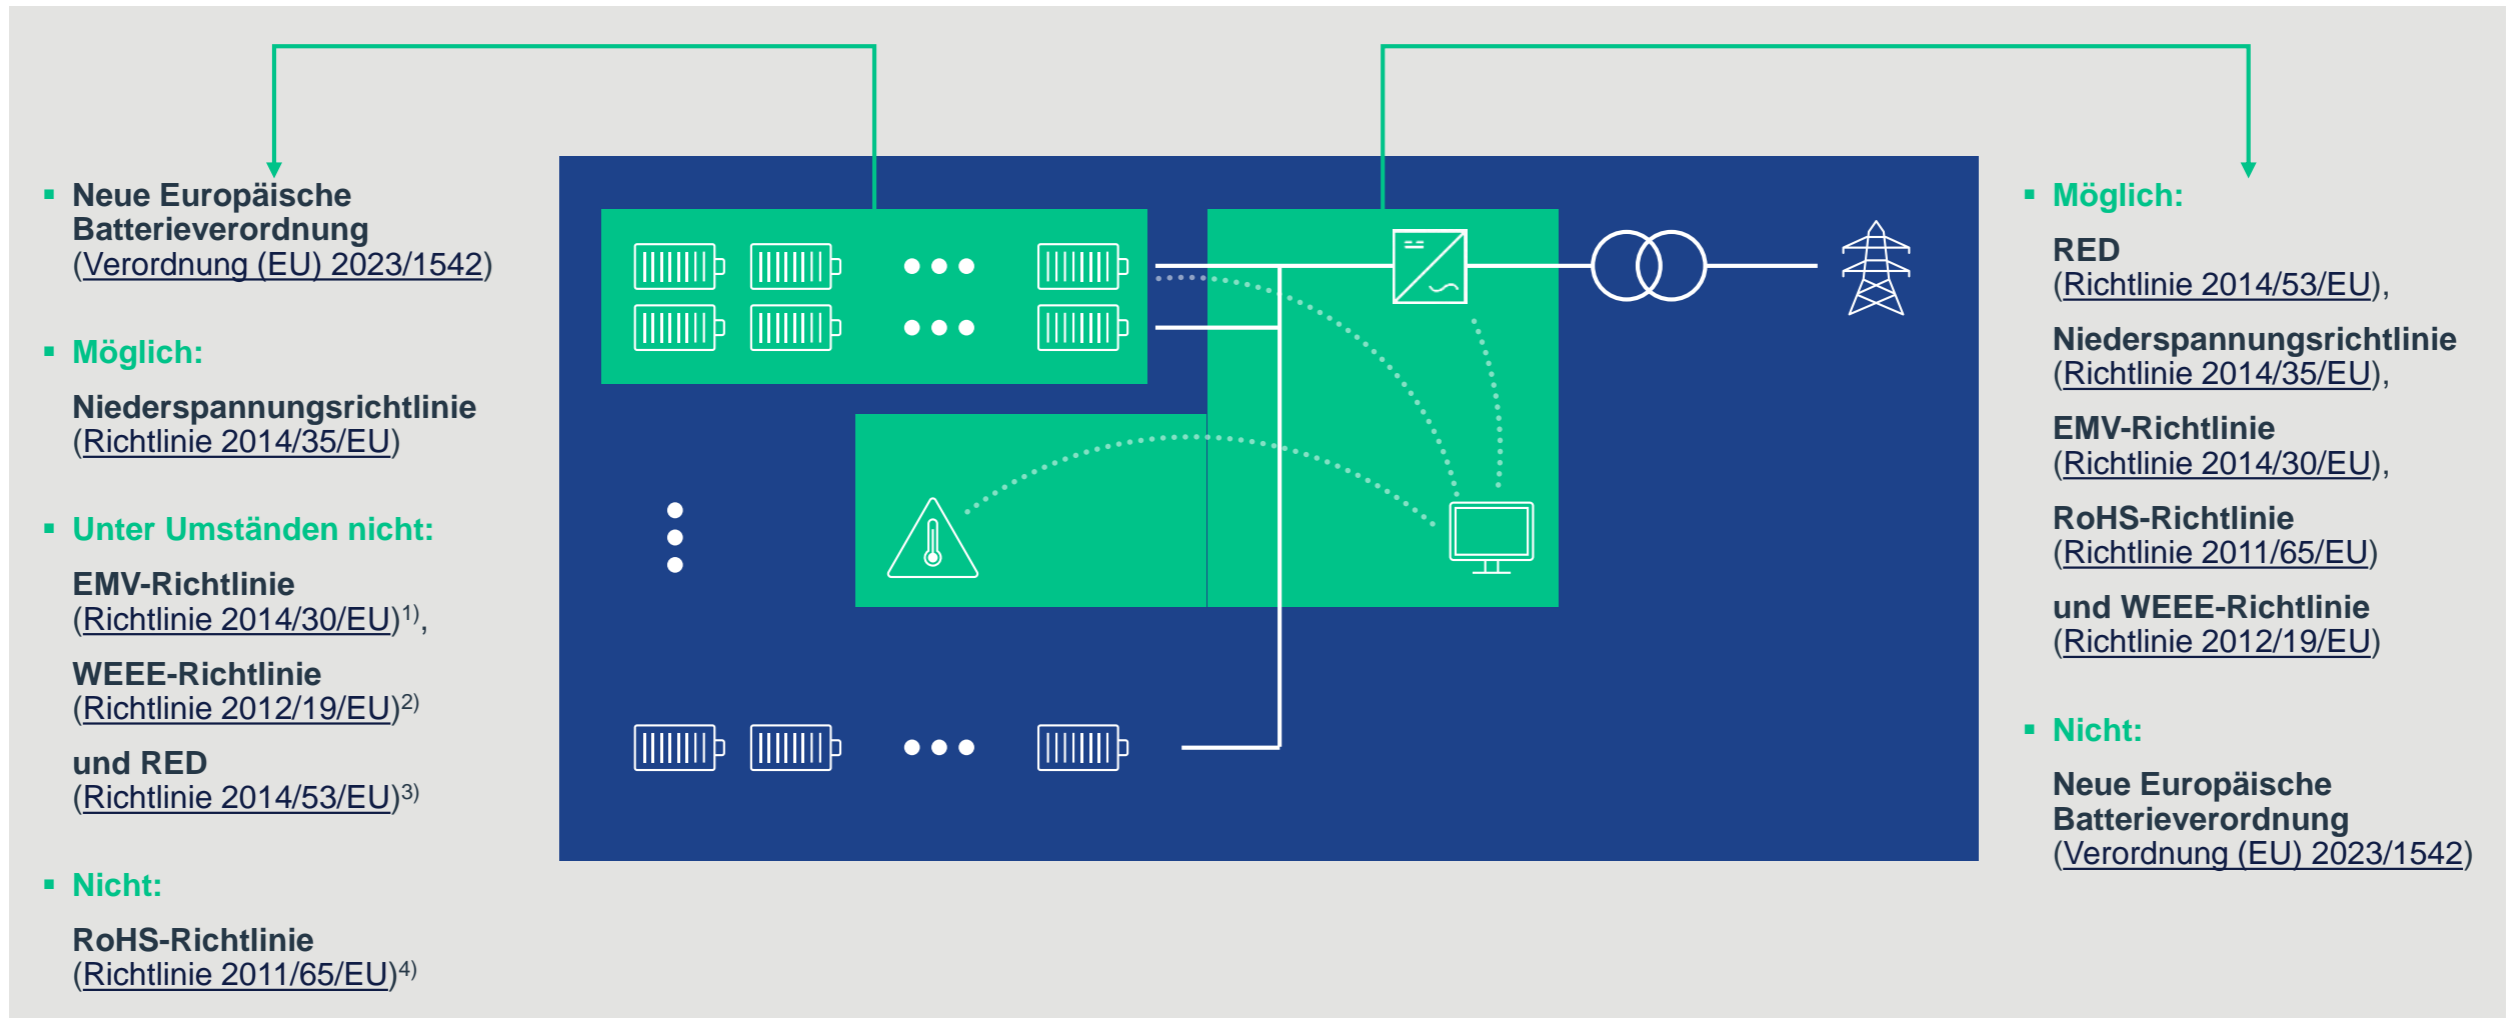 ▪ Neue Europäische
Batterieverordnung
(Verordnung (EU) 2023/1542)
▪ Möglich:
Niederspannungsrichtlinie
(Richtlinie 2014/35/EU)
▪ Unter Umständen nicht:
EMV-Richtlinie
(Richtlinie 2014/30/EU)1),
WEEE-Richtlinie
(Richtlinie 2012/19/EU)2)
und RED
(Richtlinie 2014/53/EU)3)
▪ Nicht:
RoHS-Richtlinie
(Richtlinie 2011/65/EU)4)
▪ Möglich:
RED
(Richtlinie 2014/53/EU),
Niederspannungsrichtlinie
(Richtlinie 2014/35/EU),
EMV-Richtlinie
(Richtlinie 2014/30/EU),
RoHS-Richtlinie
(Richtlinie 2011/65/EU)
und WEEE-Richtlinie
(Richtlinie 2012/19/EU)
▪ Nicht:
Neue Europäische
Batterieverordnung
(Verordnung (EU) 2023/1542)